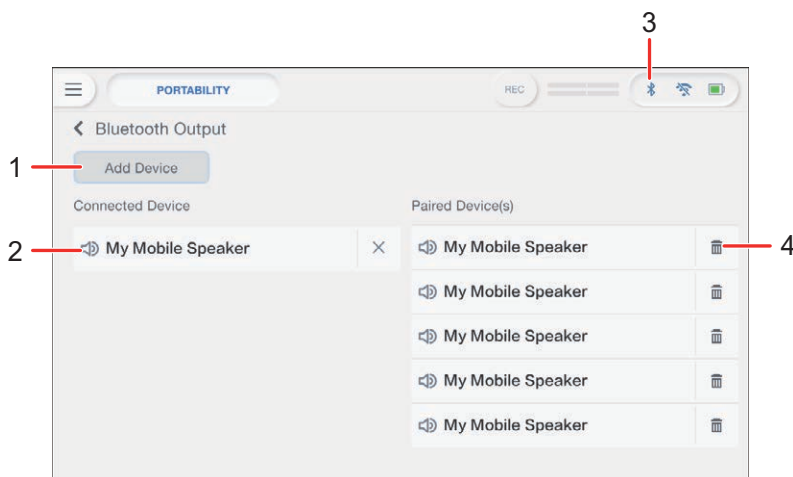 3
PORTABILITY
REC
Bluetooth Output
1
Add Device
Connected Device
Paired Device(s)
2
My Mobile Speaker
My Mobile Speaker
4
My Mobile Speaker
My Mobile Speaker
My Mobile Speaker
My Mobile Speaker